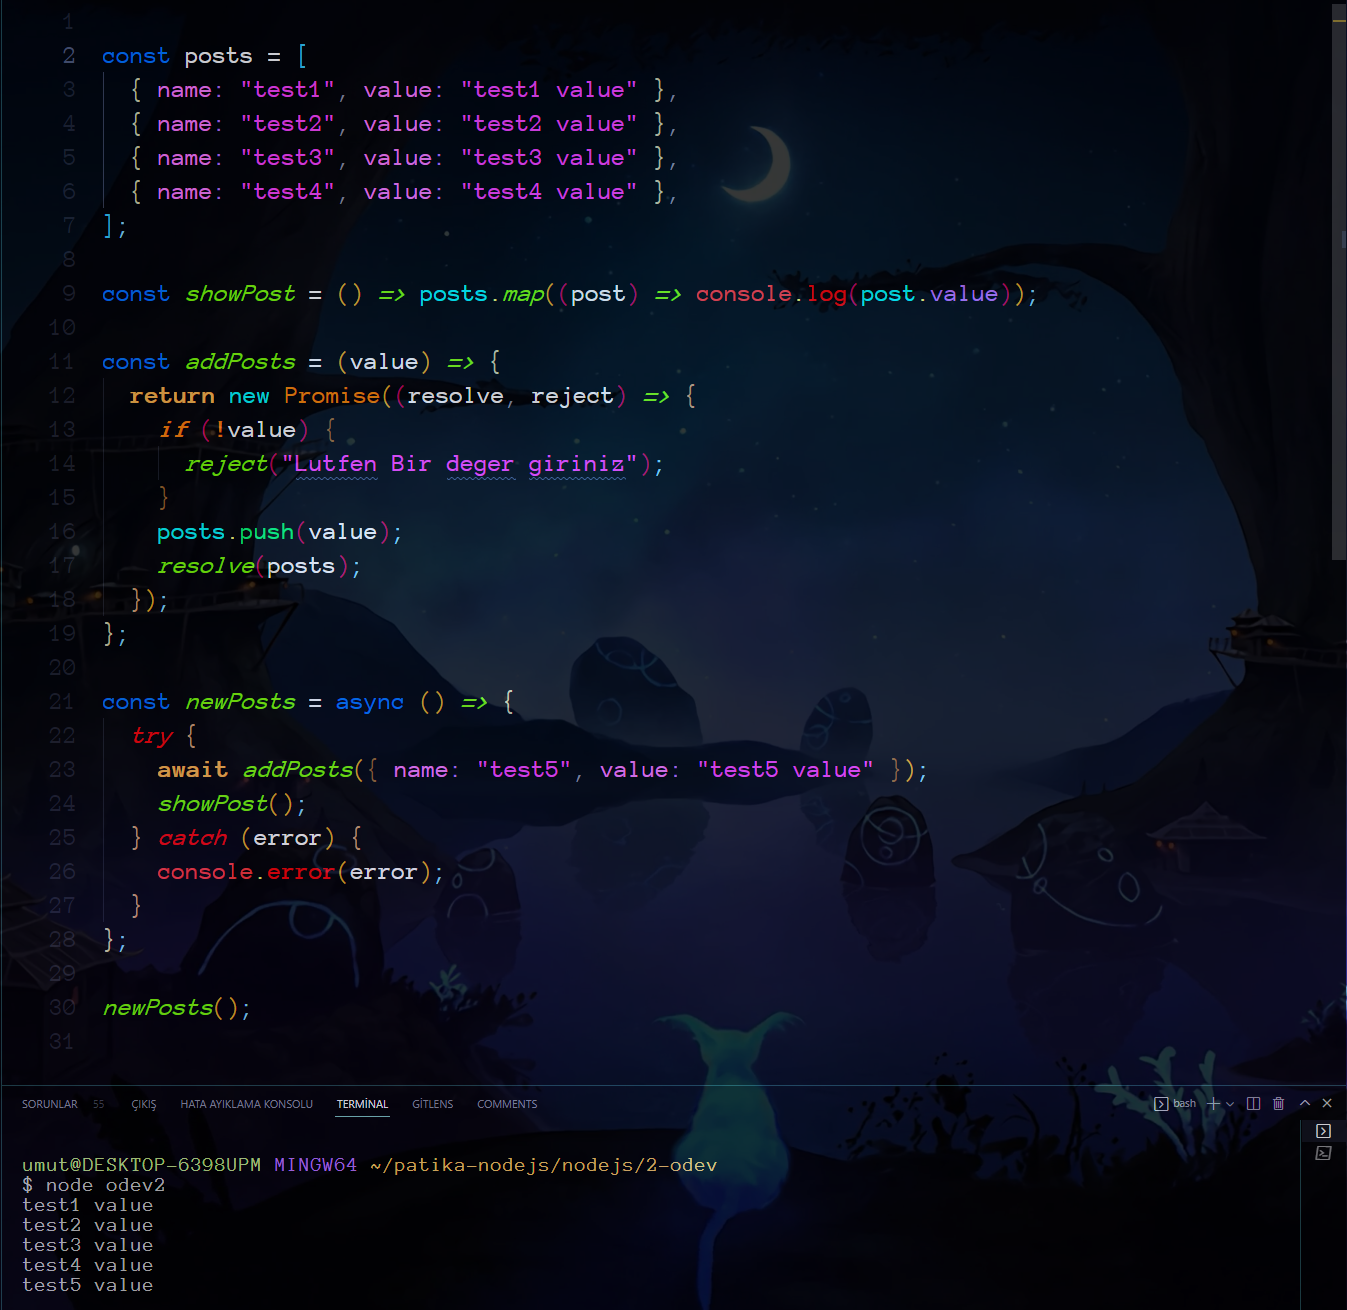 1
2 const posts = [
3 { name: "test1", value: "test1 value" },
4 { name: "test2", value: "test2 value" },
5 { name: "test3", value: "test3 value" },
6 { name: "test4", value: "test4 value" },
7 ];
8
9 const showPost = () => posts.map((post) => console.log(post.value));
10
11 const addPosts = (value) => {
12 return new Promise((resolve, reject) => {
13 if (!value) {
14 reject("Lutfen Bir deger giriniz");
15 }
16 posts.push(value);
17 resolve(posts);
18 });
19 };
20
21 const newPosts = async () => {
22 try {
23 await addPosts({ name: "test5", value: "test5 value" });
24 showPost();
25 } catch (error) {
26 console.error(error);
27 }
28 };
29
30 newPosts();
31
SORUNLAR 55 ÇIKIŞ HATA AYIKLAMA KONSOLU TERMİNAL GİTLENS COMMENTS bash
umut@DESKTOP-6398UPM MINGW64 ~/patika-nodejs/nodejs/2-odev
$ node odev2
test1 value
test2 value
test3 value
test4 value
test5 value